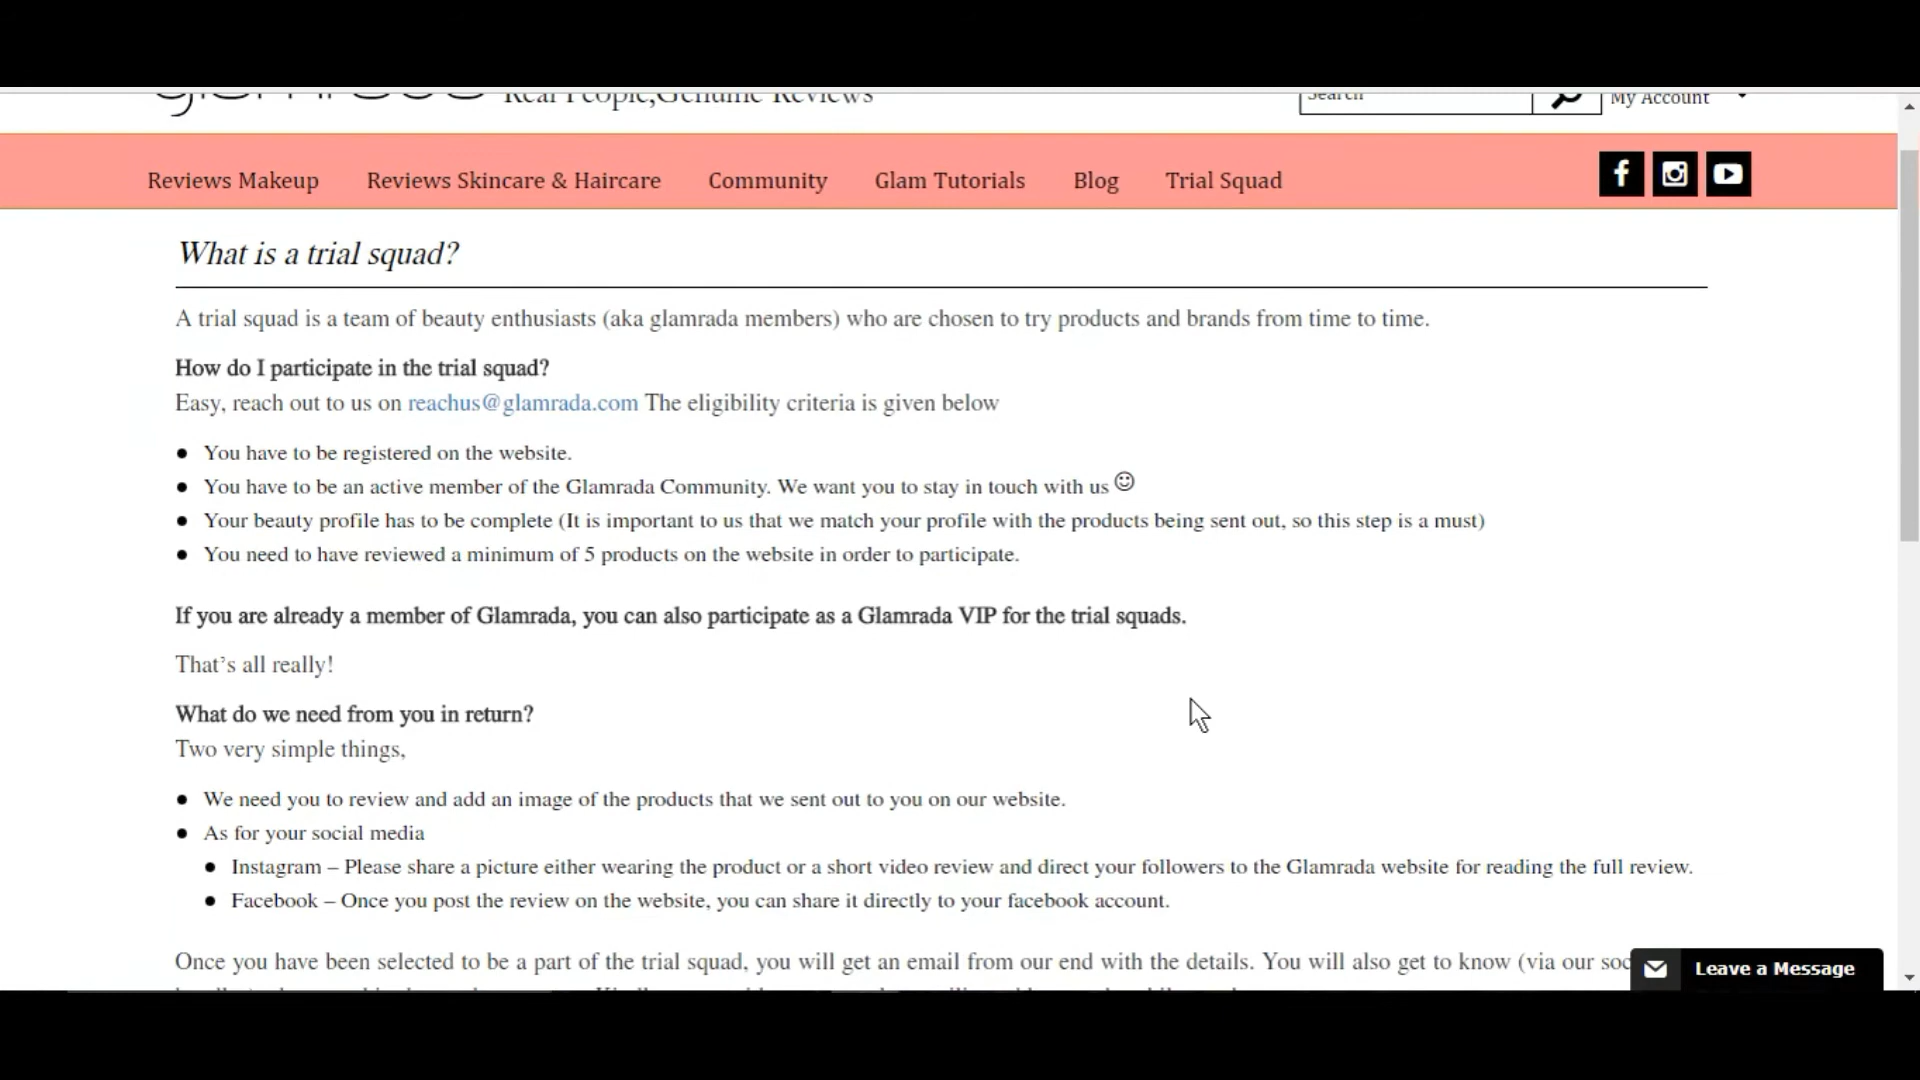 Real People,Genuine Reviews
Search
My Account
Reviews Makeup
Reviews Skincare & Haircare
Community
Glam Tutorials
Blog
Trial Squad
What is a trial squad?
A trial squad is a team of beauty enthusiasts (aka glamrada members) who are chosen to try products and brands from time to time.
How do I participate in the trial squad?
Easy, reach out to us on reachus@glamrada.com The eligibility criteria is given below
● You have to be registered on the website.
● You have to be an active member of the Glamrada Community. We want you to stay in touch with us ☺
● Your beauty profile has to be complete (It is important to us that we match your profile with the products being sent out, so this step is a must)
● You need to have reviewed a minimum of 5 products on the website in order to participate.
If you are already a member of Glamrada, you can also participate as a Glamrada VIP for the trial squads.
That’s all really!
What do we need from you in return?
Two very simple things,
● We need you to review and add an image of the products that we sent out to you on our website.
● As for your social media
● Instagram – Please share a picture either wearing the product or a short video review and direct your followers to the Glamrada website for reading the full review.
● Facebook – Once you post the review on the website, you can share it directly to your facebook account.
Once you have been selected to be a part of the trial squad, you will get an email from our end with the details. You will also get to know (via our soc
Leave a Message